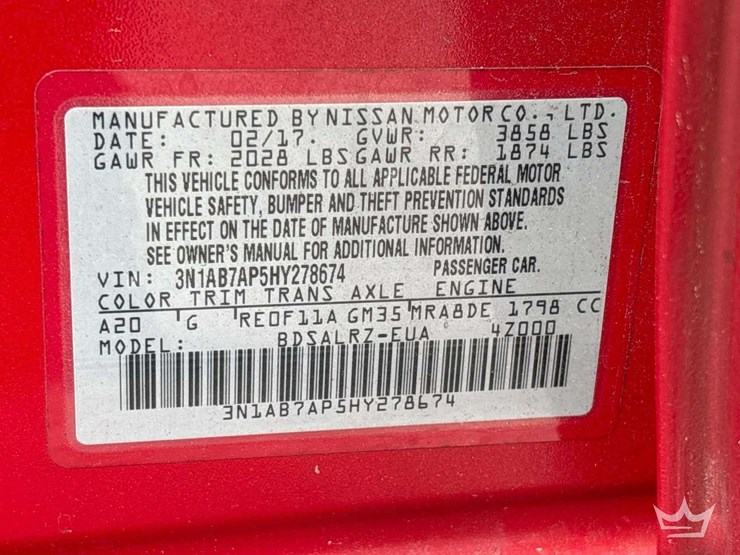 MANUFACTURED BY NISSAN MOTOR CO., LTD.
DATE: 02/17. GVWR: 3858 LBS
GAWR FR: 2028 LBS GAWR RR: 1874 LBS
THIS VEHICLE CONFORMS TO ALL APPLICABLE FEDERAL MOTOR
VEHICLE SAFETY, BUMPER AND THEFT PREVENTION STANDARDS
IN EFFECT ON THE DATE OF MANUFACTURE SHOWN ABOVE.
SEE OWNER'S MANUAL FOR ADDITIONAL INFORMATION.
VIN: 3N1AB7AP5HY278674 PASSENGER CAR.
COLOR TRIM TRANS AXLE ENGINE
A20 G RE0F11A GM35 MRA8DE 1798 CC
MODEL: BDSALRZ-EUA 4Z000
3N1AB7AP5HY278674